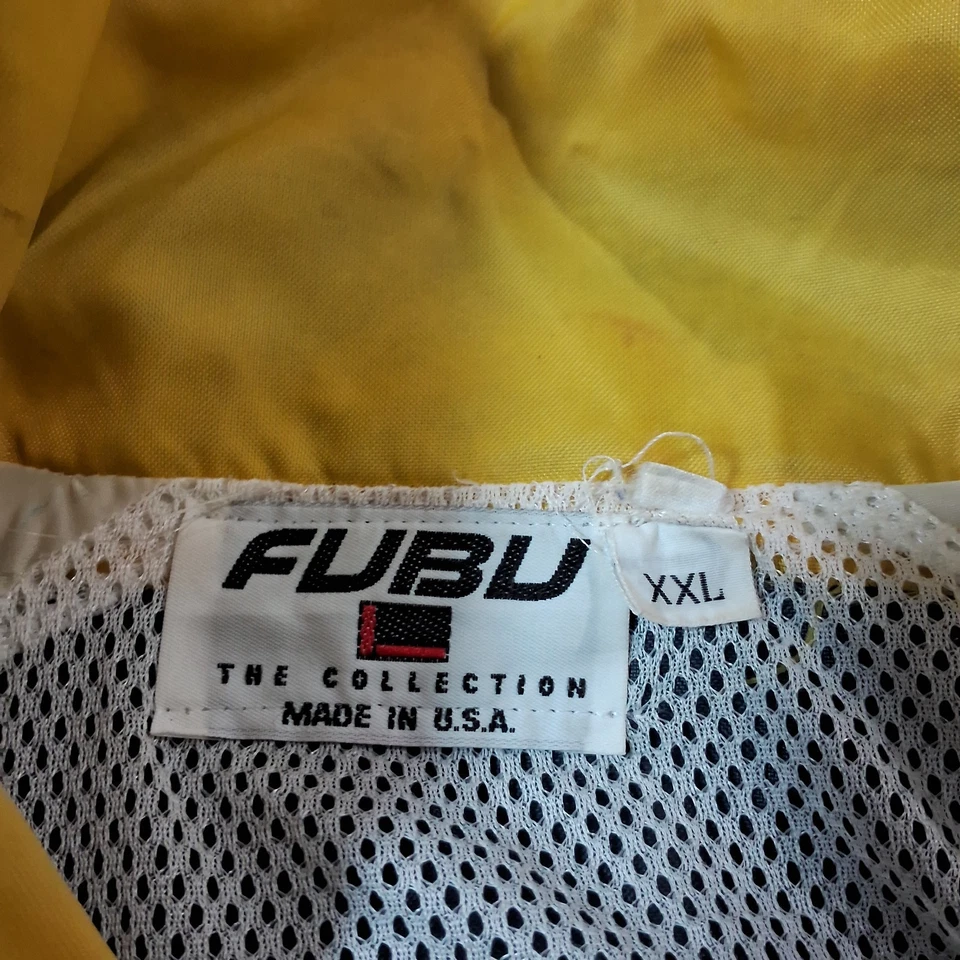 FUBU
XXL
THE COLLECTION
MADE IN U.S.A.